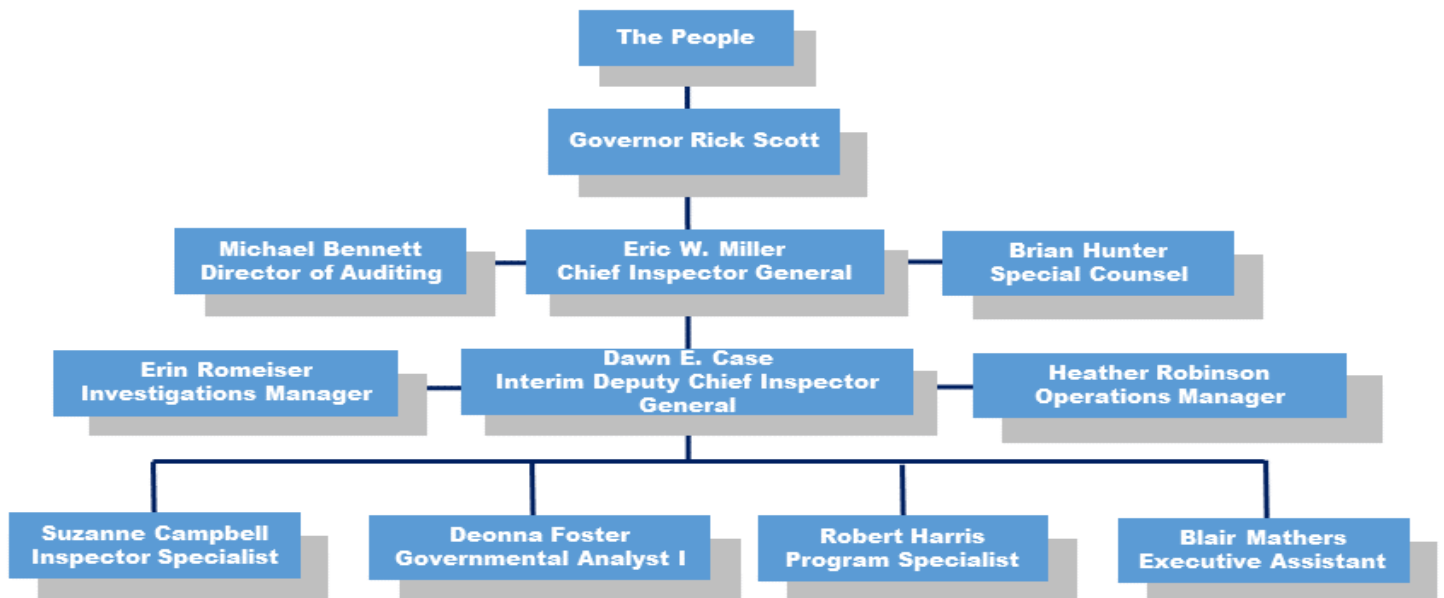 The People
Governor Rick Scott
Michael Bennett
Director of Auditing
Eric W. Miller
Chief Inspector General
Brian Hunter
Special Counsel
Erin Romeiser
Investigations Manager
Dawn E. Case
Interim Deputy Chief Inspector
General
Heather Robinson
Operations Manager
Suzanne Campbell
Inspector Specialist
Deonna Foster
Governmental Analyst I
Robert Harris
Program Specialist
Blair Mathers
Executive Assistant